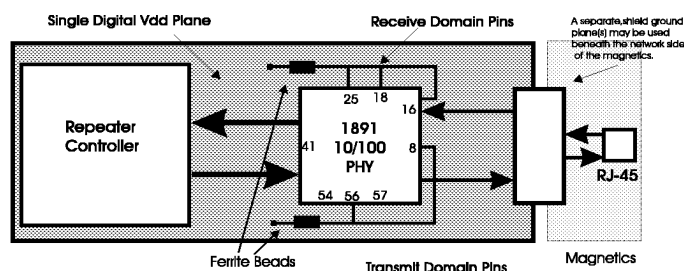 Single Digital Vdd Plane
Receive Domain Pins
A separate,shield ground
plane(s) may be used
beneath the network side
of the magnetics.
Repeater
Controller
25
18
16
1891
10/100
PHY
41
8
54
56
57
RJ-45
Ferrite Beads
Transmit Domain Pins
Magnetics